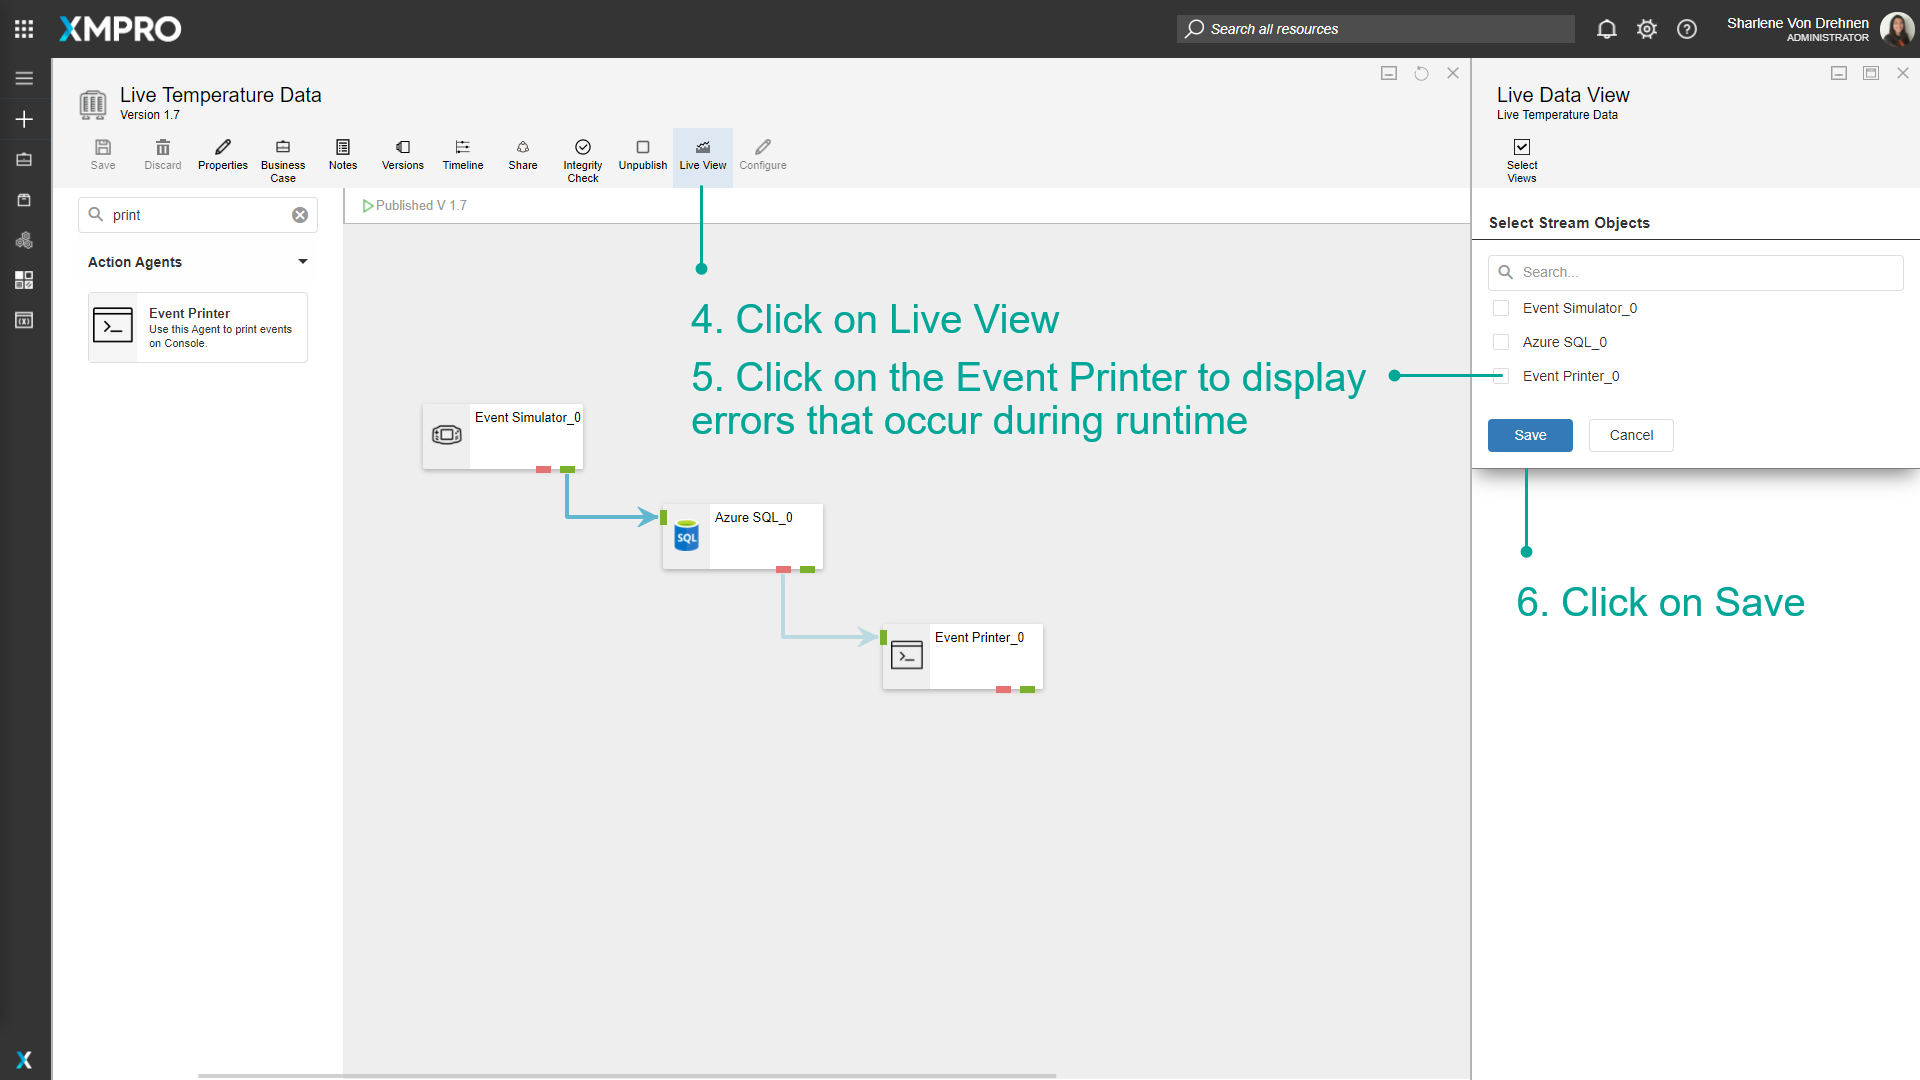 XMPRO
Search all resources
Sharlene Von Drehnen
ADMINISTRATOR
Live Temperature Data
Version 1.7
Save
Discard
Properties
Business
Case
Notes
Versions
Timeline
Share
Integrity
Check
Unpublish
Live View
Configure
print
Action Agents
Event Printer
Use this Agent to print events
on Console.
Published V 1.7
4. Click on Live View
5. Click on the Event Printer to display
errors that occur during runtime
Event Simulator_0
SQL
Azure SQL_0
Event Printer_0
Live Data View
Live Temperature Data
Select
Views
Select Stream Objects
Search...
Event Simulator_0
Azure SQL_0
Event Printer_0
Save
Cancel
6. Click on Save